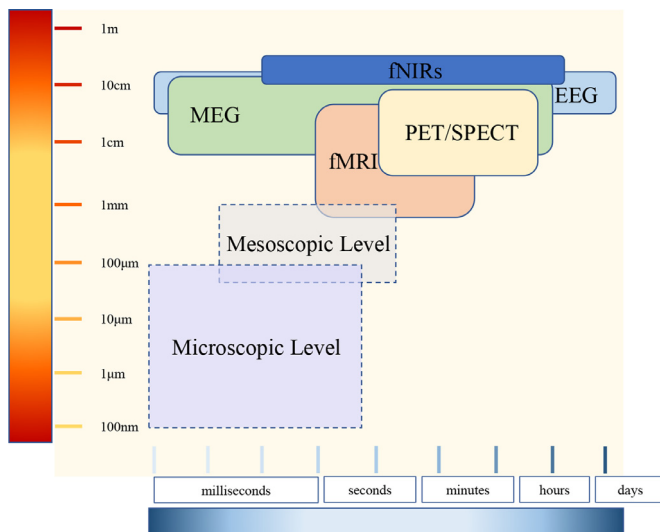 1m
10cm
1cm
1mm
100μm
10μm
1μm
100nm
fNIRs
EEG
MEG
PET/SPECT
fMRI
Mesoscopic Level
Microscopic Level
milliseconds
seconds
minutes
hours
days